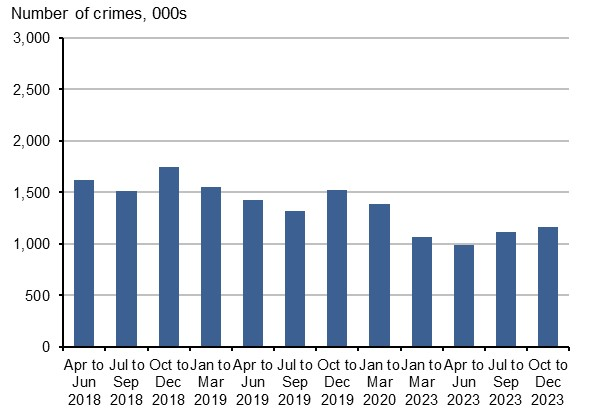 Number of crimes, 000s
3,000
2,500
2,000
1,500
1,000
500
0
Apr to Jul to Oct to Jan to Apr to Jul to Oct to Jan to Jan to Apr to Jul to Oct to
Jun Sep Dec Mar Jun Sep Dec Mar Mar Jun Sep Dec
2018 2018 2018 2019 2019 2019 2019 2020 2023 2023 2023 2023